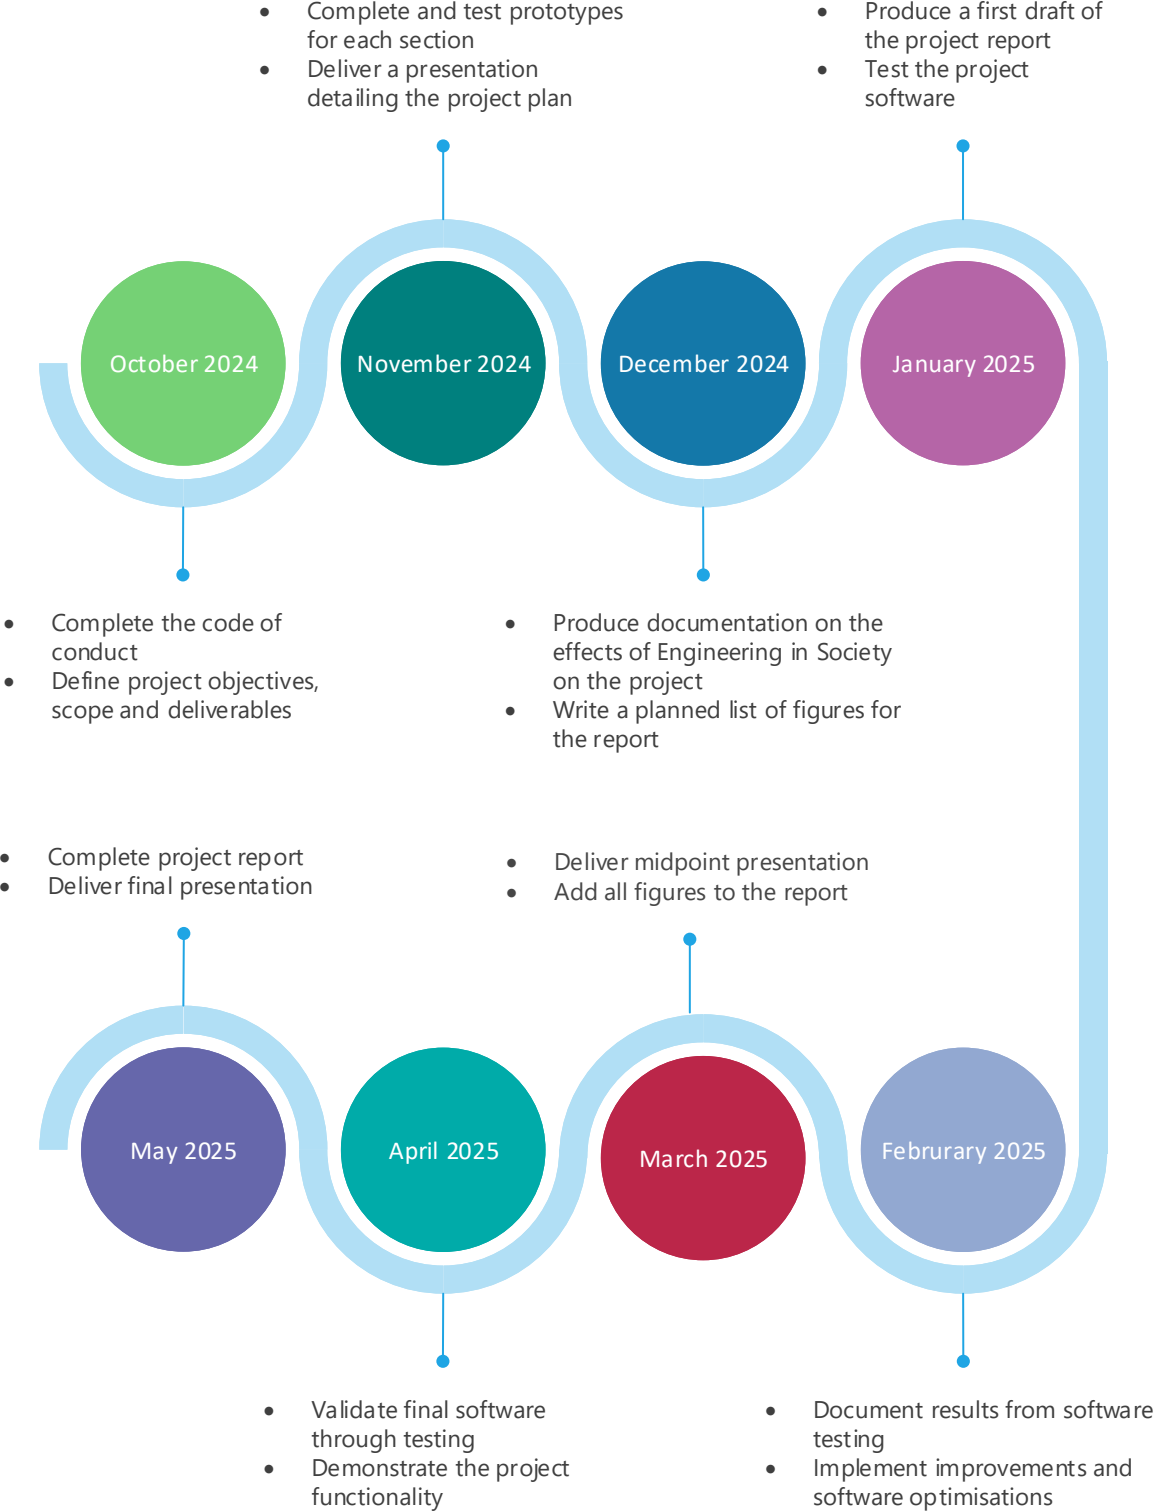 • Complete and test prototypes
for each section
• Deliver a presentation
detailing the project plan
• Produce a first draft of
the project report
• Test the project
software
October 2024
November 2024
December 2024
January 2025
• Complete the code of
conduct
• Define project objectives,
scope and deliverables
• Produce documentation on the
effects of Engineering in Society
on the project
• Write a planned list of figures for
the report
• Complete project report
• Deliver final presentation
• Deliver midpoint presentation
• Add all figures to the report
May 2025
April 2025
March 2025
Februrary 2025
• Validate final software
through testing
• Demonstrate the project
functionality
• Document results from software
testing
• Implement improvements and
software optimisations